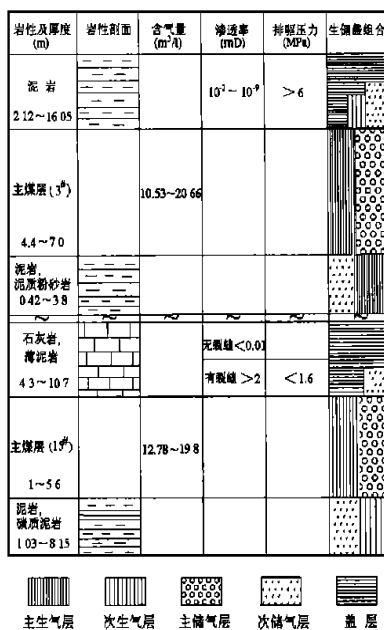 岩性及厚度 岩性剖面 含气量 渗透率 排驱压力 生储盖组合
(m) (m³/t) (mD) (MPa)
泥岩
10⁻²~10⁻⁹ >6
2.12~16.05
主煤层(3#) 10.53~20.66
4.4~7.0
泥岩,
泥质粉砂岩
0.42~3.8
石灰岩,
薄泥岩
无裂缝<0.01
4.3~10.7
有裂缝>2 <1.6
主煤层(15#) 12.78~19.8
1~5.6
泥岩,
碳质泥岩
1.03~8.15
主生气层 次生气层 主储气层 次储气层 盖层